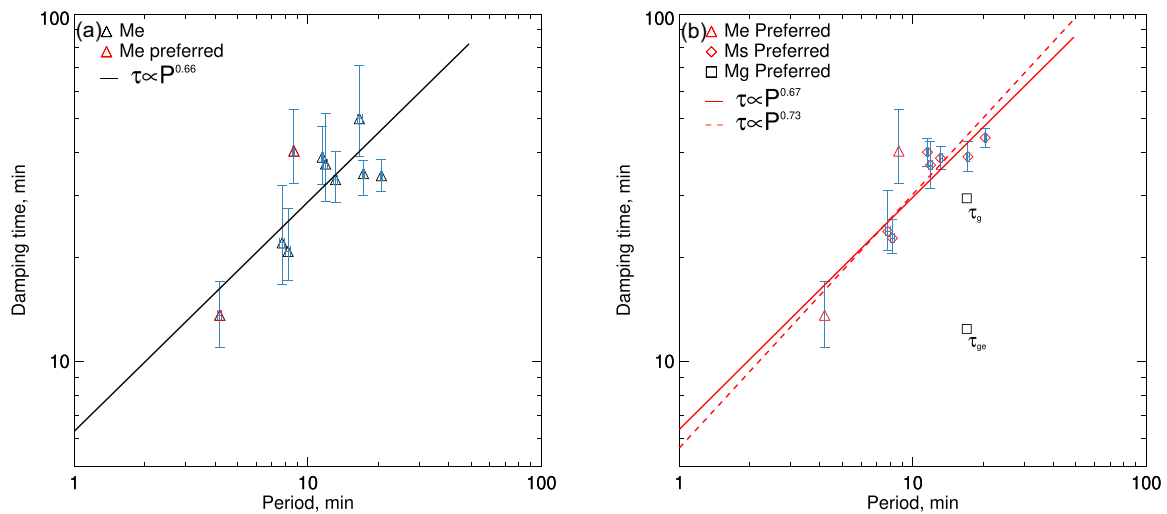 (a)
Me
Me preferred
τ∝P^0.66
100
10
Damping time, min
1
10
100
Period, min
(b)
Me Preferred
Ms Preferred
Mg Preferred
τ∝P^0.67
τ∝P^0.73
100
10
Damping time, min
τg
τge
1
10
100
Period, min